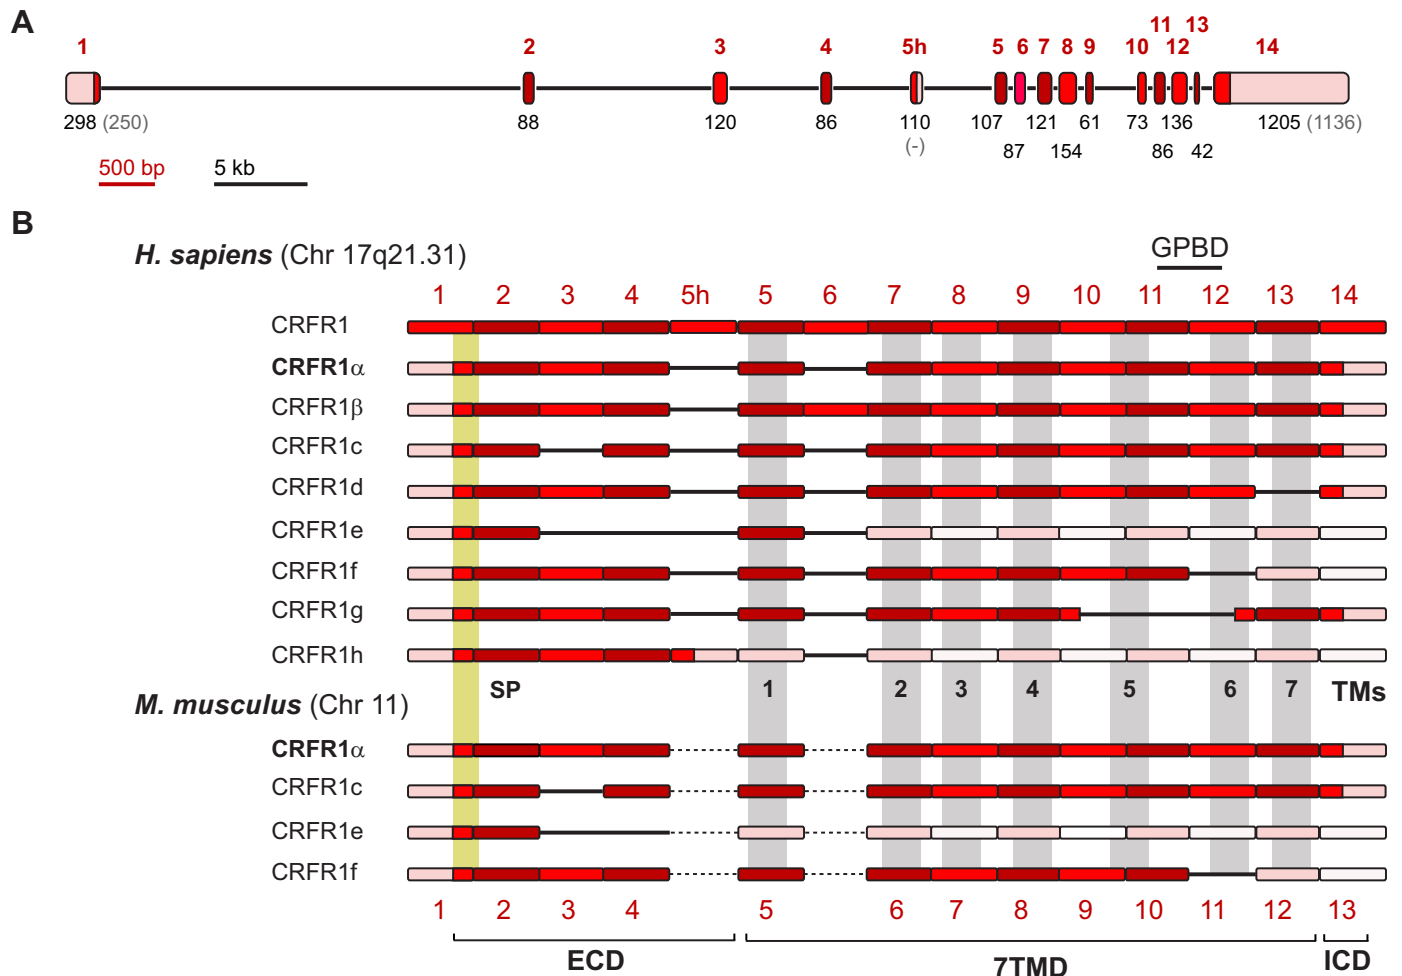 A
11 13
1 2 3 4 5h 5 6 7 8 9 10 12 14
298 (250) 88 120 86 110 107 121 61 73 136 1205 (1136)
(-) 87 154 86 42
500 bp 5 kb
B
H. sapiens (Chr 17q21.31)
GPBD
1 2 3 4 5h 5 6 7 8 9 10 11 12 13 14
CRFR1
CRFR1α
CRFR1β
CRFR1c
CRFR1d
CRFR1e
CRFR1f
CRFR1g
CRFR1h
SP 1 2 3 4 5 6 7 TMs
M. musculus (Chr 11)
CRFR1α
CRFR1c
CRFR1e
CRFR1f
1 2 3 4 5 6 7 8 9 10 11 12 13
ECD 7TMD ICD